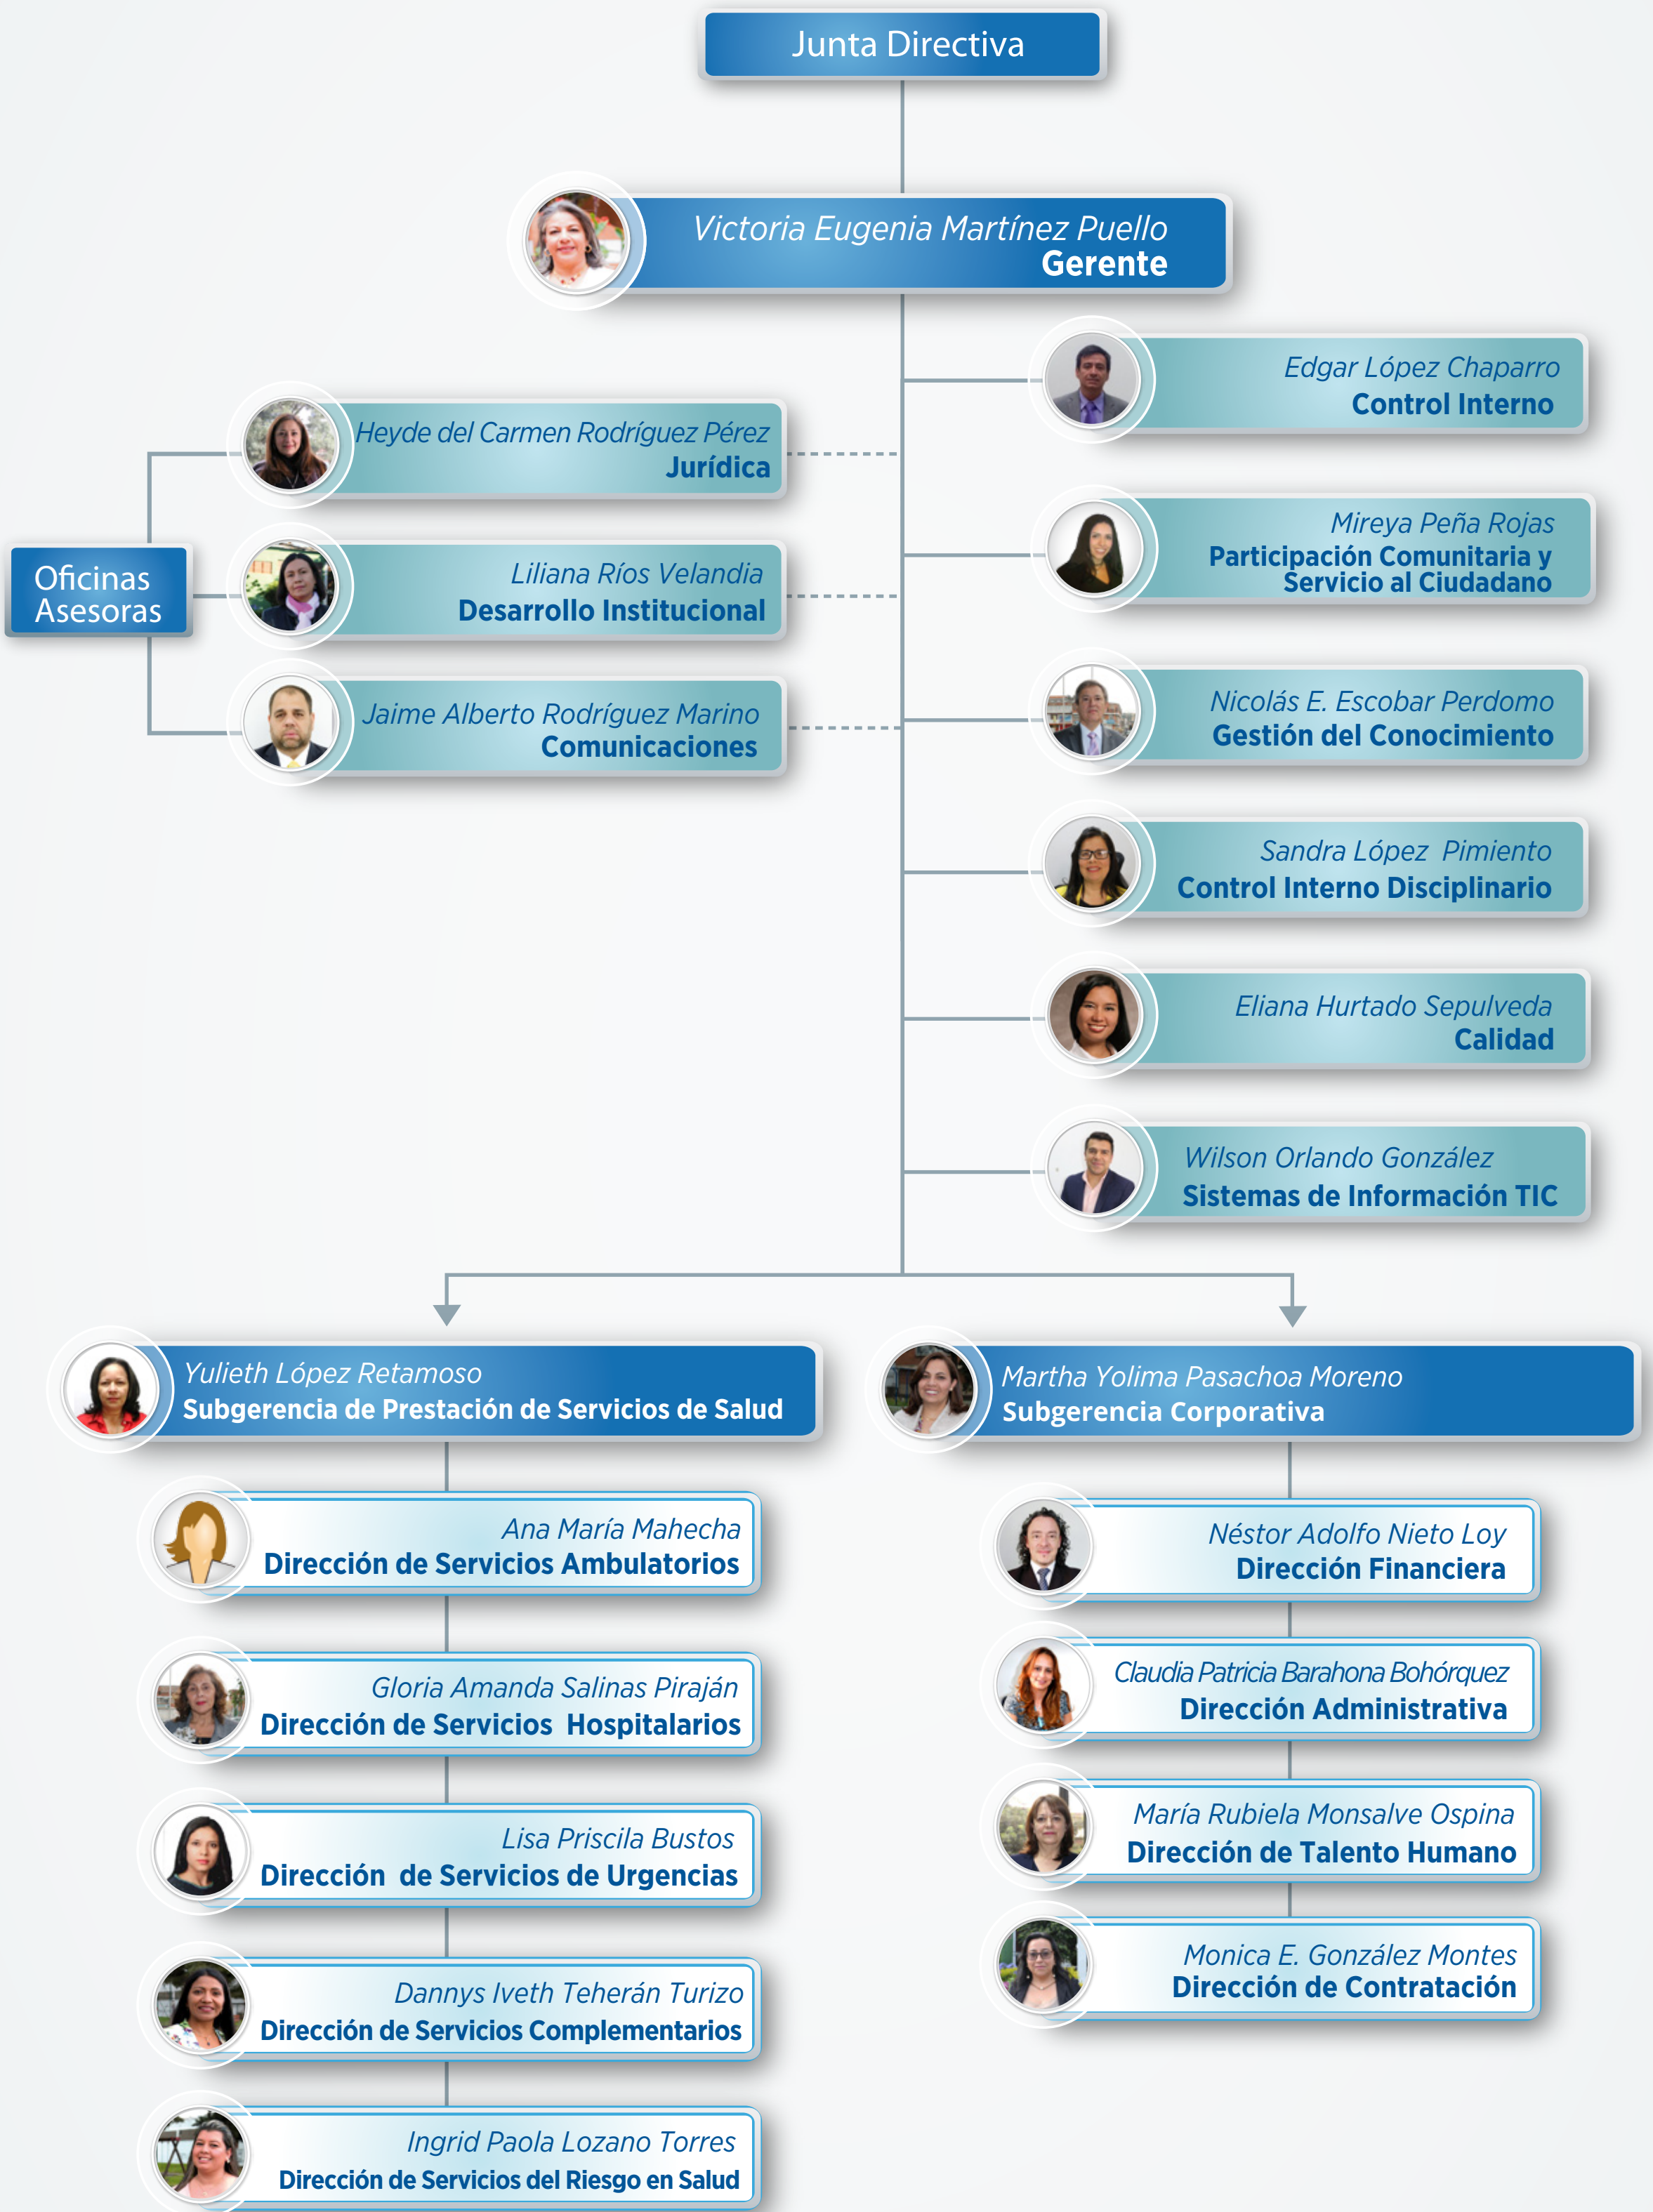 Junta Directiva
Victoria Eugenia Martínez Puello
Gerente
Edgar López Chaparro
Control Interno
Heyde del Carmen Rodríguez Pérez
Jurídica
Mireya Peña Rojas
Participación Comunitaria y
Servicio al Ciudadano
Oficinas
Asesoras
Liliana Ríos Velandia
Desarrollo Institucional
Jaime Alberto Rodríguez Marino
Comunicaciones
Nicolás E. Escobar Perdomo
Gestión del Conocimiento
Sandra López Pimiento
Control Interno Disciplinario
Eliana Hurtado Sepulveda
Calidad
Wilson Orlando González
Sistemas de Información TIC
Yulieth López Retamoso
Subgerencia de Prestación de Servicios de Salud
Ana María Mahecha
Dirección de Servicios Ambulatorios
Gloria Amanda Salinas Piraján
Dirección de Servicios Hospitalarios
Lisa Priscila Bustos
Dirección de Servicios de Urgencias
Dannys Iveth Teherán Turizo
Dirección de Servicios Complementarios
Ingrid Paola Lozano Torres
Dirección de Servicios del Riesgo en Salud
Martha Yolima Pasachoa Moreno
Subgerencia Corporativa
Néstor Adolfo Nieto Loy
Dirección Financiera
Claudia Patricia Barahona Bohórquez
Dirección Administrativa
María Rubiela Monsalve Ospina
Dirección de Talento Humano
Monica E. González Montes
Dirección de Contratación